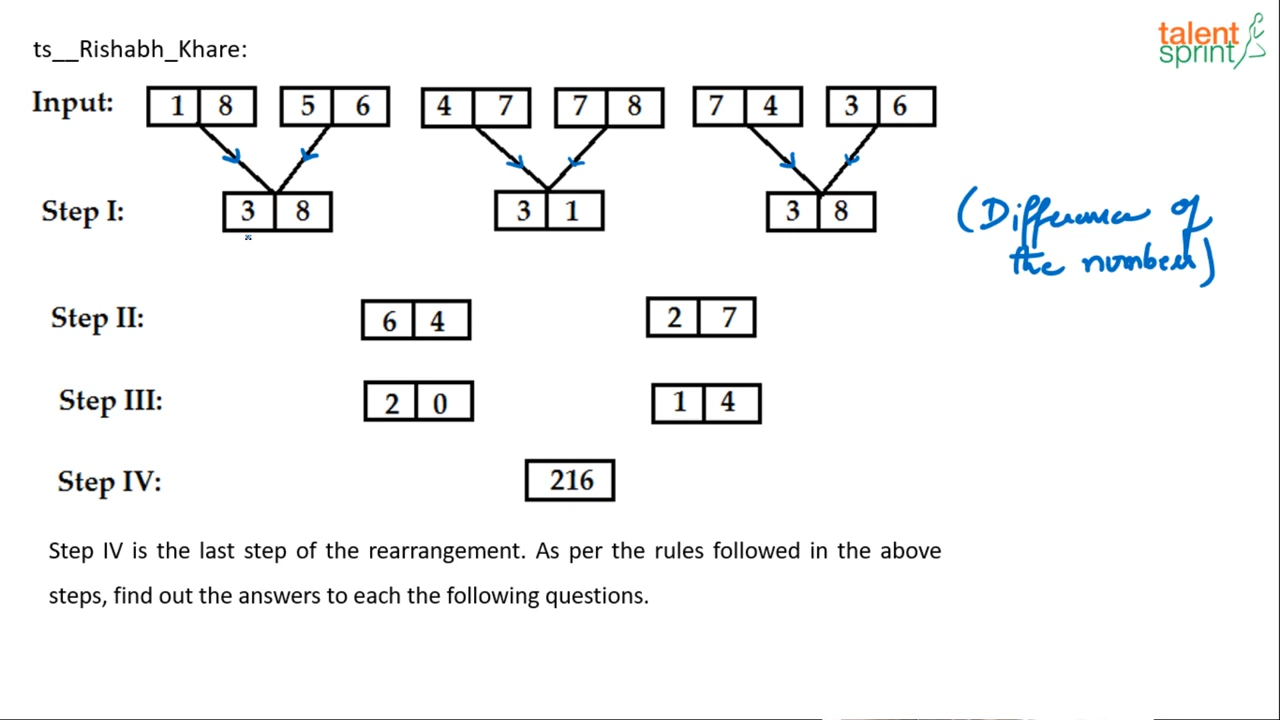 talent
sprint
ts__Rishabh_Khare:
Input: 1 8 5 6 4 7 7 8 7 4 3 6
Step I: 3 8 3 1 3 8
(Difference of
the numbers)
Step II: 6 4 2 7
Step III: 2 0 1 4
Step IV: 216
Step IV is the last step of the rearrangement. As per the rules followed in the above
steps, find out the answers to each the following questions.